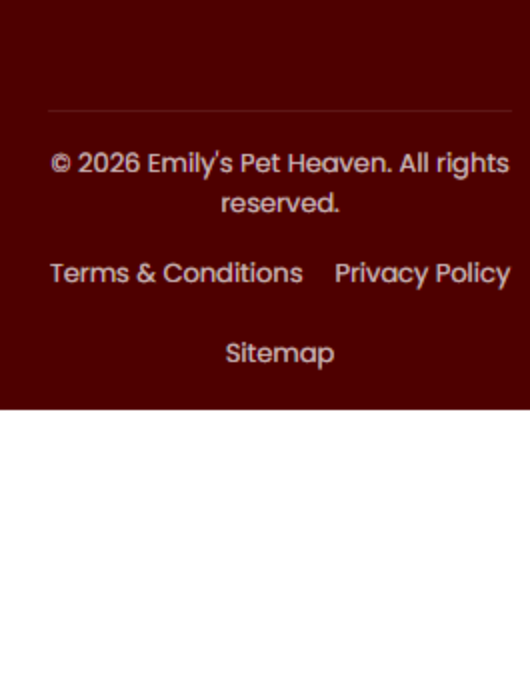 © 2026 Emily's Pet Heaven. All rights
reserved.
Terms & Conditions Privacy Policy
Sitemap